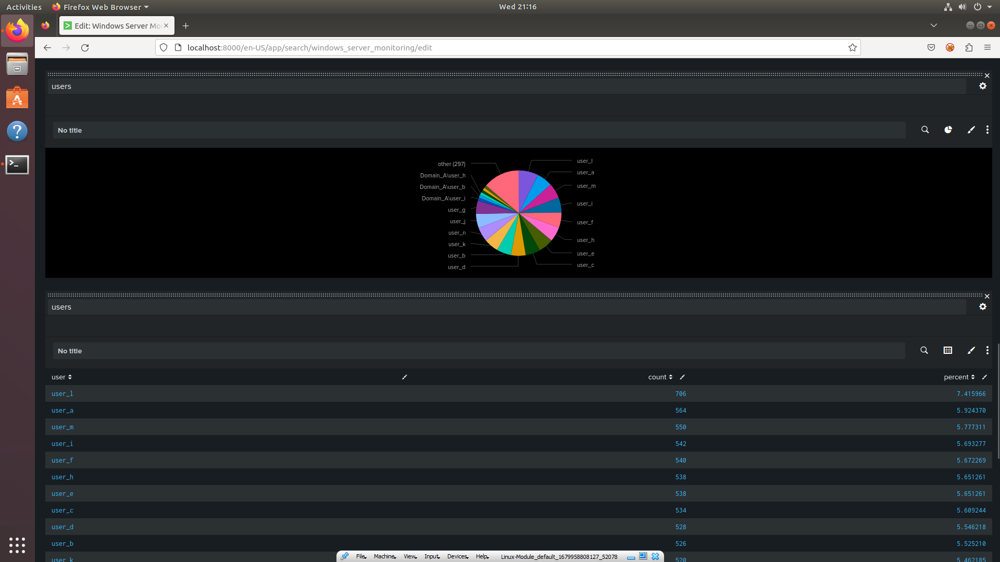 Activities Firefox Web Browser Wed 21:16
Edit: Windows Server Mo
localhost:8000/en-US/app/search/windows_server_monitoring/edit
users
No title
other (297) user_l
Domain_A\user_h user_a
Domain_A\user_b user_m
Domain_A\user_i user_i
user_g user_f
user_j
user_n user_h
user_k user_e
user_b user_c
user_d
users
No title
user count percent
user_l 706 7.415966
user_a 564 5.924370
user_m 550 5.777311
user_i 542 5.693277
user_f 540 5.672269
user_h 538 5.651261
user_e 538 5.651261
user_c 534 5.609244
user_d 528 5.546218
user_b 526 5.525210
user_k 520 5.462185
File Machine View Input Devices Help Linux-Module_default_1679958808127_52078